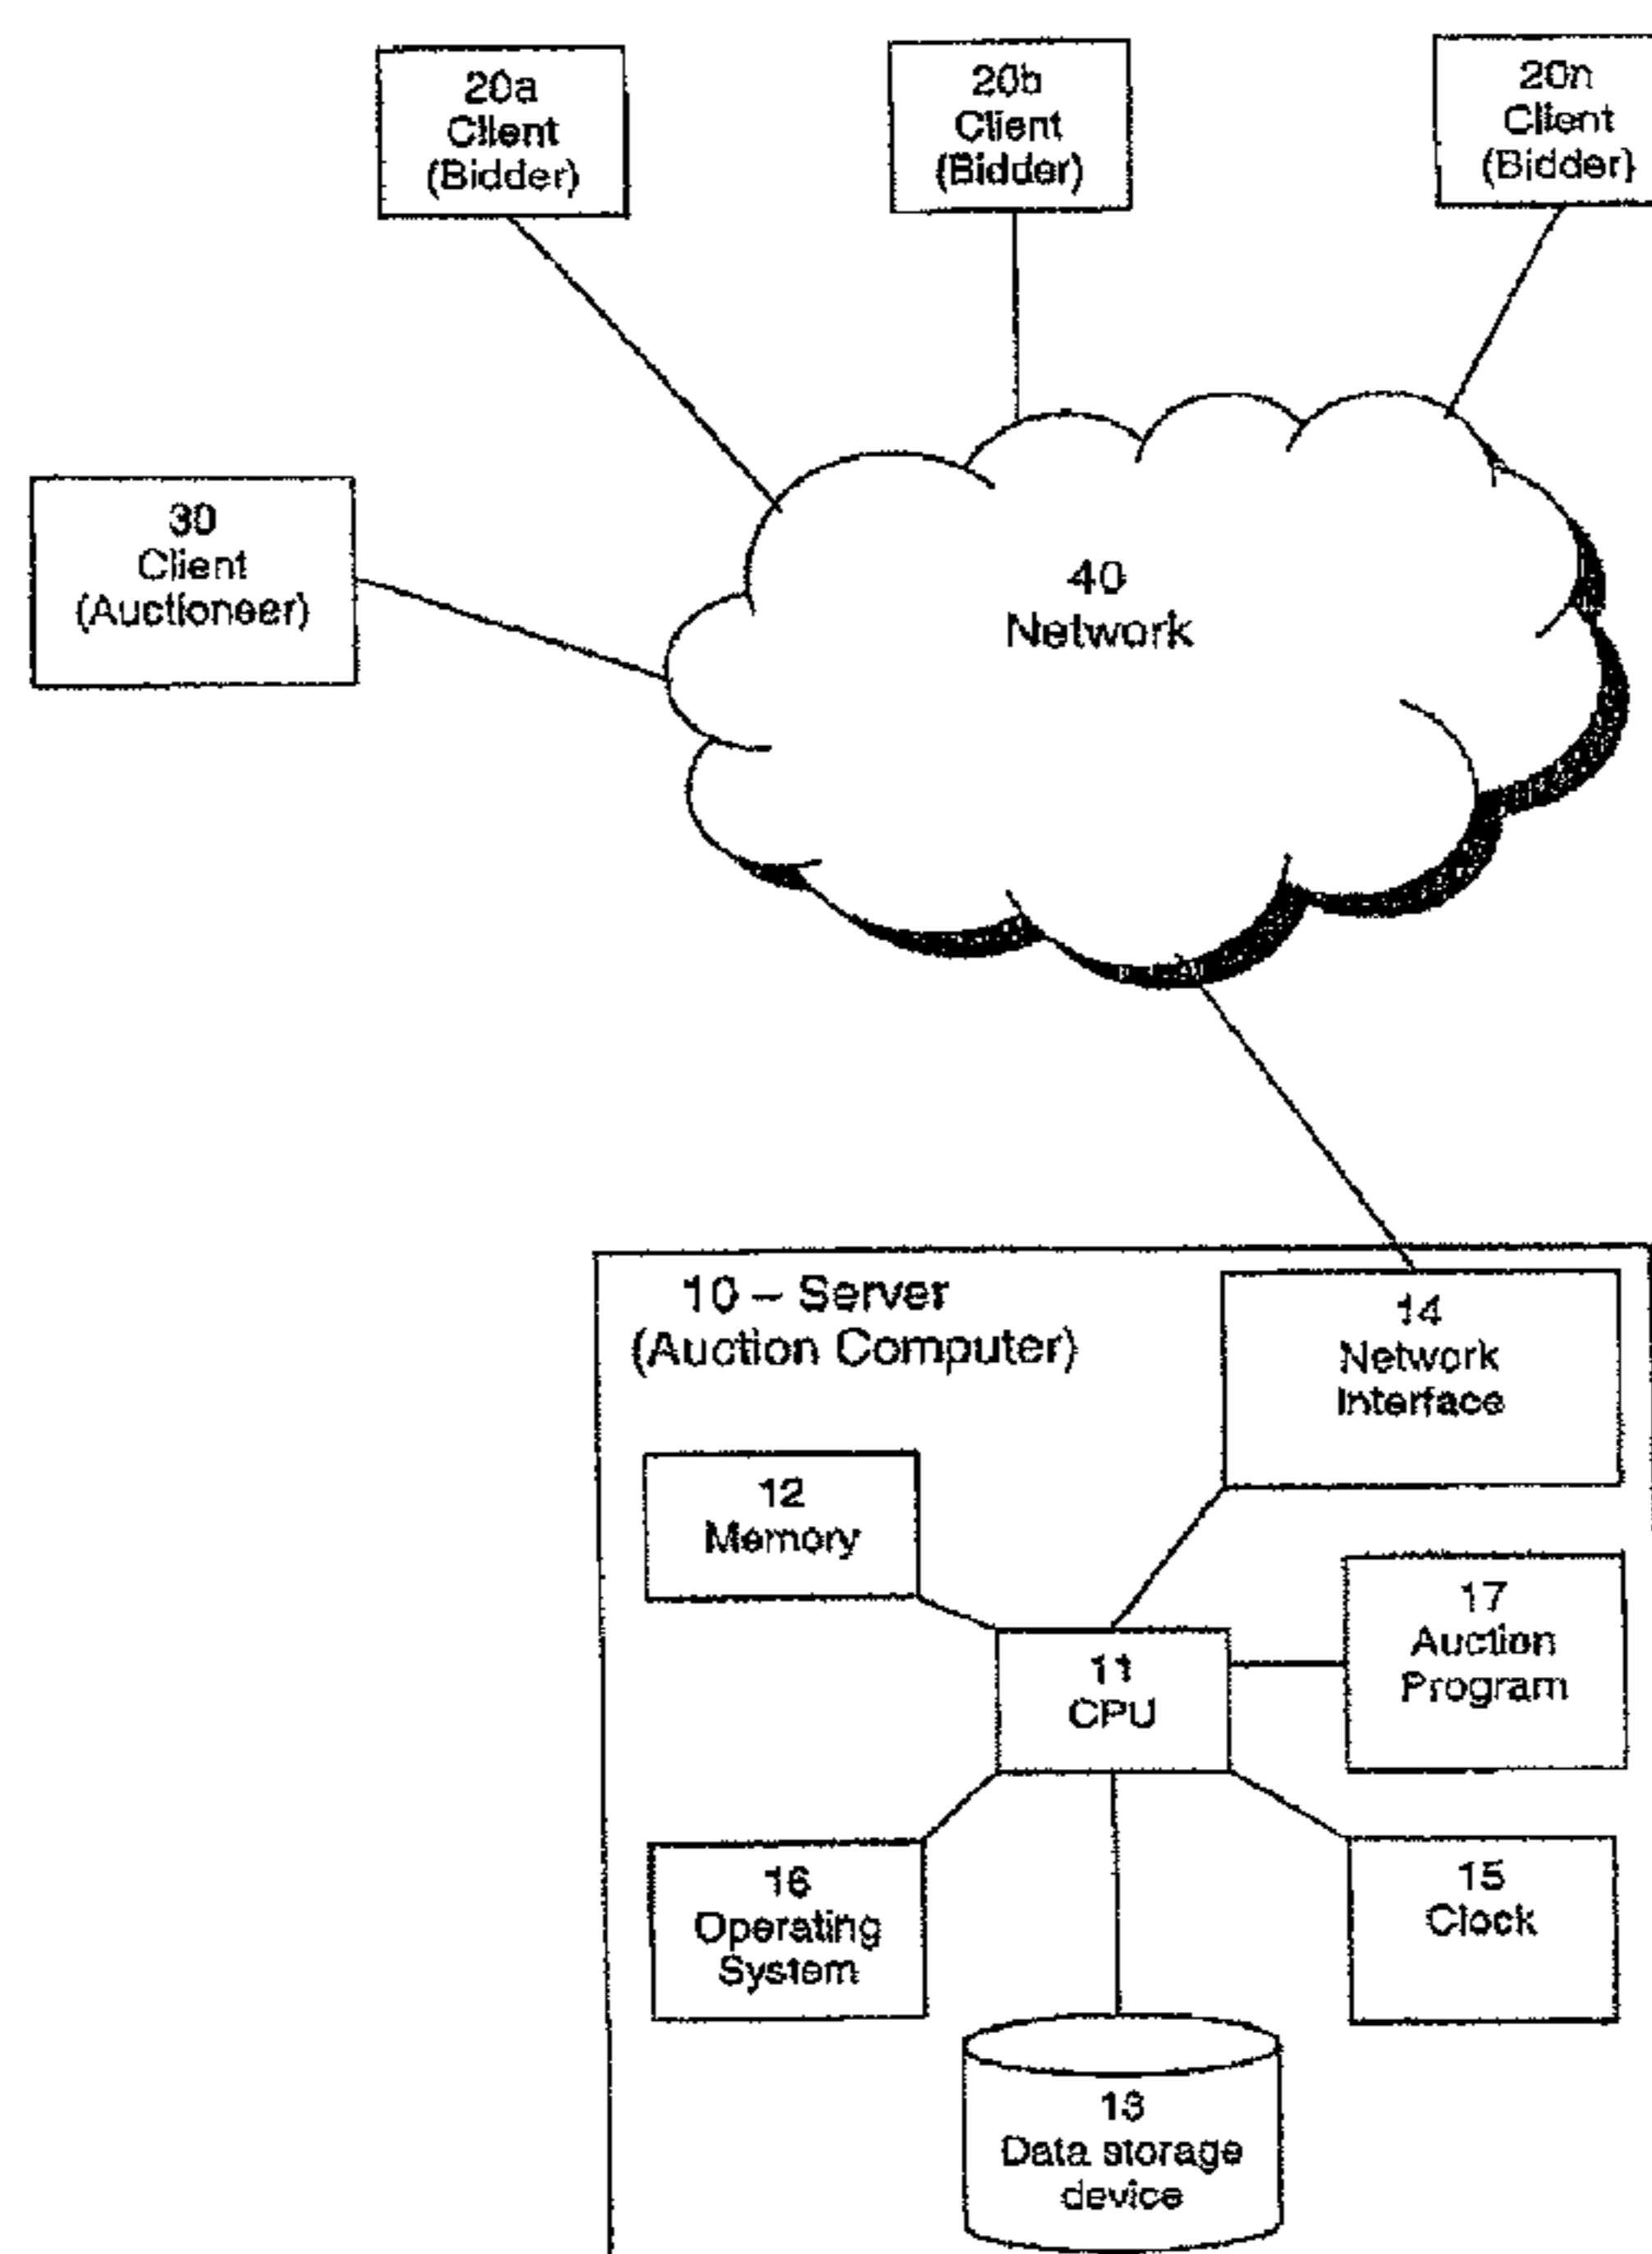 20a
Client
(Bidder)
20b
Client
(Bidder)
20n
Client
(Bidder)
30
Client
(Auctioneer)
40
Network
10 – Server
(Auction Computer)
14
Network
Interface
12
Memory
17
Auction
Program
11
CPU
16
Operating
System
15
Clock
13
Data storage
device